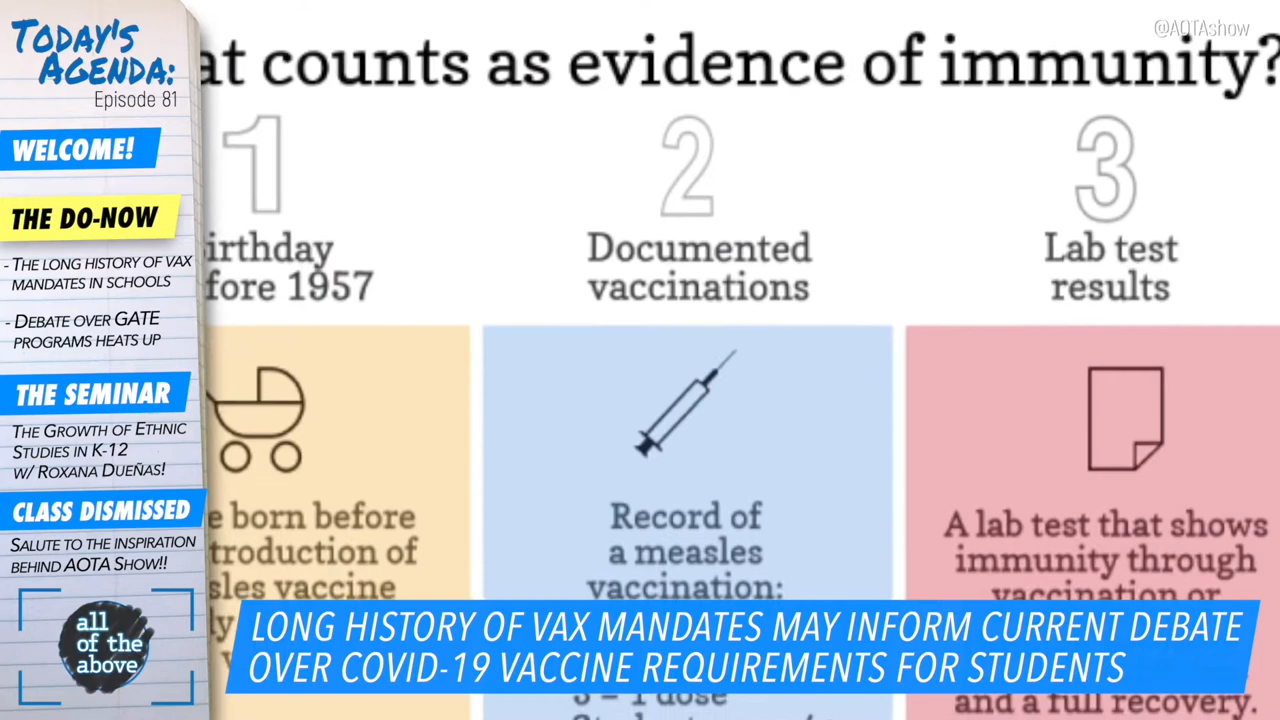 @AOTAshow
TODAY'S
AGENDA:
Episode 81
WELCOME!
THE DO-NOW
- THE LONG HISTORY OF VAX
MANDATES IN SCHOOLS
- DEBATE OVER GATE
PROGRAMS HEATS UP
THE SEMINAR
THE GROWTH OF ETHNIC
STUDIES IN K-12
W/ ROXANA DUEÑAS!
CLASS DISMISSED
SALUTE TO THE INSPIRATION
BEHIND AOTA SHOW!!
all
of the
above
at counts as evidence of immunity?
1
irthday
fore 1957
e born before
troduction of
sles vaccine
2
Documented
vaccinations
Record of
a measles
vaccination:
3
Lab test
results
A lab test that shows
immunity through
vaccination or
and a full recovery.
LONG HISTORY OF VAX MANDATES MAY INFORM CURRENT DEBATE
OVER COVID-19 VACCINE REQUIREMENTS FOR STUDENTS